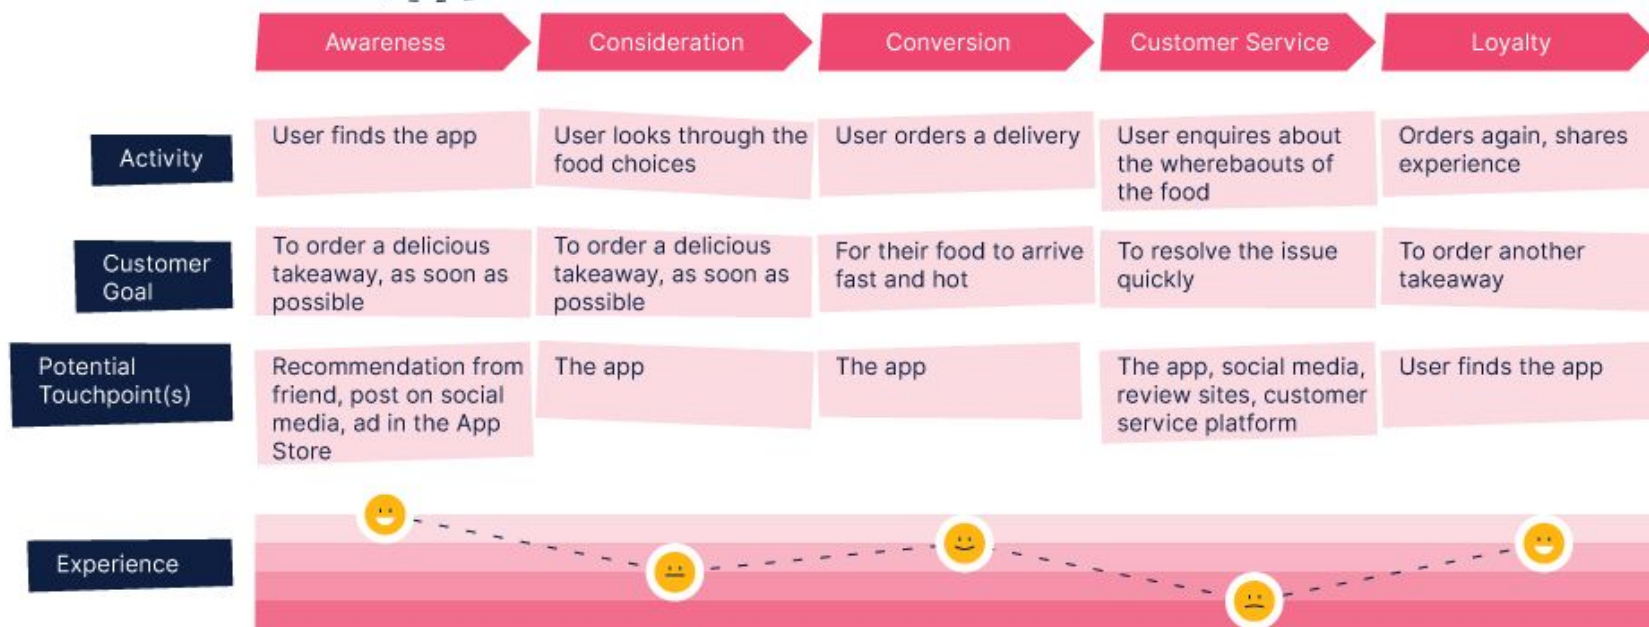 Awareness
Consideration
Conversion
Customer Service
Loyalty
Activity
User finds the app
User looks through the
food choices
User orders a delivery
User enquires about
the wherebaouts of
the food
Orders again, shares
experience
Customer
Goal
To order a delicious
takeaway, as soon as
possible
To order a delicious
takeaway, as soon as
possible
For their food to arrive
fast and hot
To resolve the issue
quickly
To order another
takeaway
Potential
Touchpoint(s)
Recommendation from
friend, post on social
media, ad in the App
Store
The app
The app
The app, social media,
review sites, customer
service platform
User finds the app
Experience